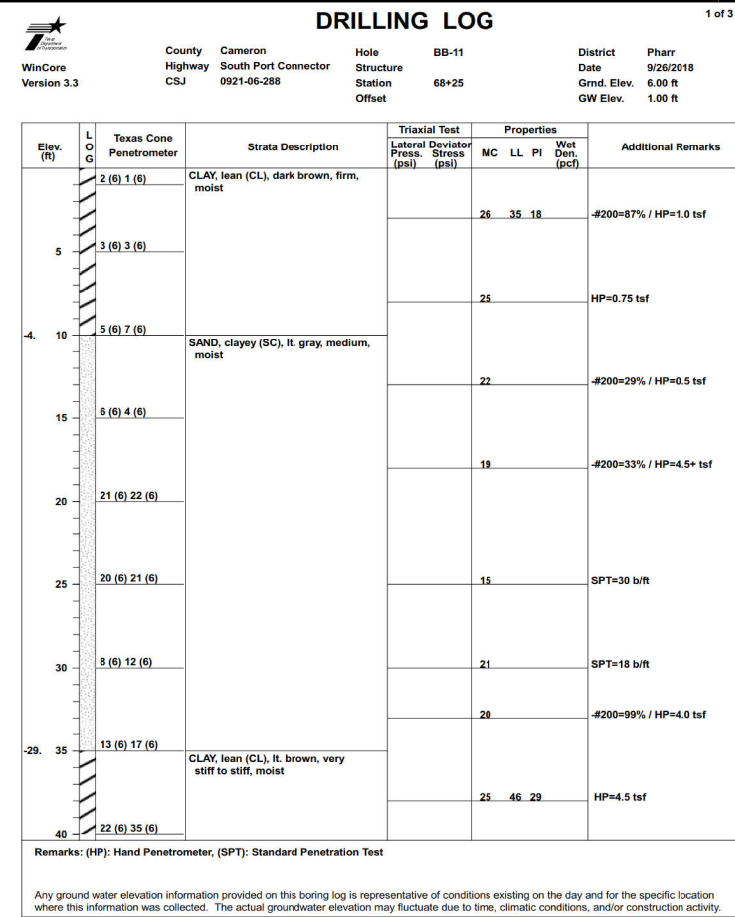 1 of 3
DRILLING LOG
Texas Department of Transportation
WinCore
Version 3.3
County Cameron
Highway South Port Connector
CSJ 0921-06-288
Hole BB-11
Structure
Station 68+25
Offset
District Pharr
Date 9/26/2018
Grnd. Elev. 6.00 ft
GW Elev. 1.00 ft
Elev. (ft) LOG Texas Cone Penetrometer Strata Description Triaxial Test Lateral Press. (psi) Deviator Stress (psi) Properties MC LL PI Wet Den. (pcf) Additional Remarks
2 (6) 1 (6) CLAY, lean (CL), dark brown, firm,
moist
26 35 18 -#200=87% / HP=1.0 tsf
5 3 (6) 3 (6)
25 HP=0.75 tsf
-4. 10 5 (6) 7 (6)
SAND, clayey (SC), lt. gray, medium,
moist
22 -#200=29% / HP=0.5 tsf
15 6 (6) 4 (6)
19 -#200=33% / HP=4.5+ tsf
20 21 (6) 22 (6)
25 20 (6) 21 (6) 15 SPT=30 b/ft
30 8 (6) 12 (6) 21 SPT=18 b/ft
20 -#200=99% / HP=4.0 tsf
-29. 35 13 (6) 17 (6)
CLAY, lean (CL), lt. brown, very
stiff to stiff, moist
25 46 29 HP=4.5 tsf
40 22 (6) 35 (6)
Remarks: (HP): Hand Penetrometer, (SPT): Standard Penetration Test
Any ground water elevation information provided on this boring log is representative of conditions existing on the day and for the specific location
where this information was collected. The actual groundwater elevation may fluctuate due to time, climatic conditions, and/or construction activity.